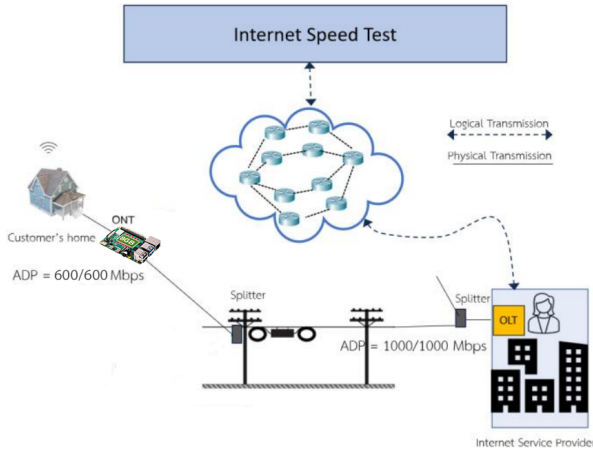 Internet Speed Test
Logical Transmission
Physical Transmission
ONT
Customer's home
ADP = 600/600 Mbps
Splitter
Splitter
OLT
ADP = 1000/1000 Mbps
Internet Service Provider